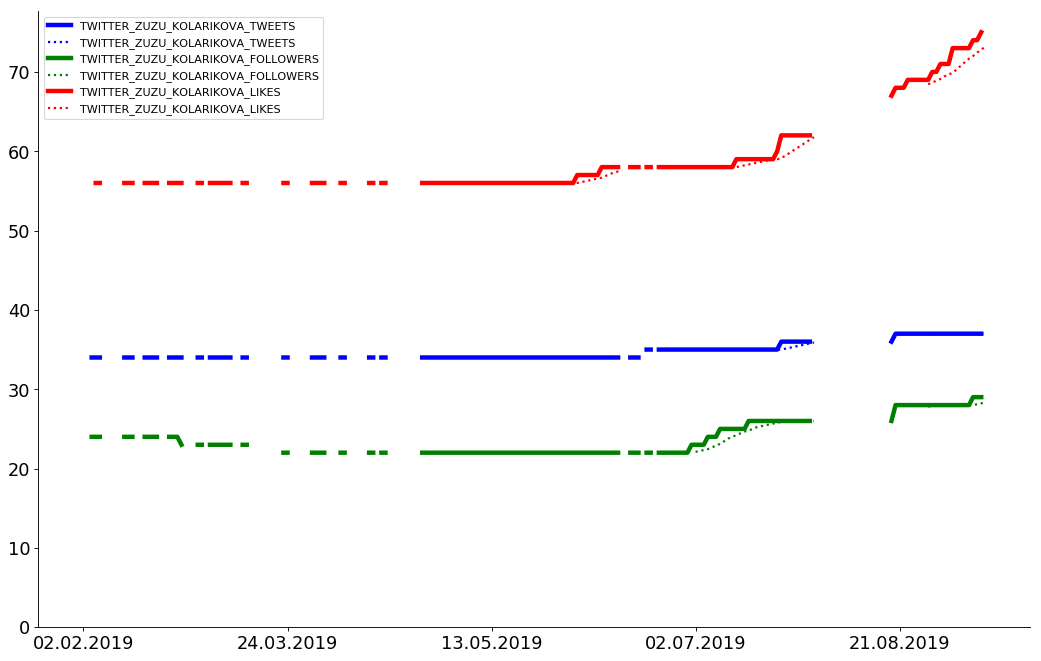 TWITTER_ZUZU_KOLARIKOVA_TWEETS
TWITTER_ZUZU_KOLARIKOVA_TWEETS
TWITTER_ZUZU_KOLARIKOVA_FOLLOWERS
TWITTER_ZUZU_KOLARIKOVA_FOLLOWERS
TWITTER_ZUZU_KOLARIKOVA_LIKES
TWITTER_ZUZU_KOLARIKOVA_LIKES
70
60
50
40
30
20
10
0
02.02.2019 24.03.2019 13.05.2019 02.07.2019 21.08.2019